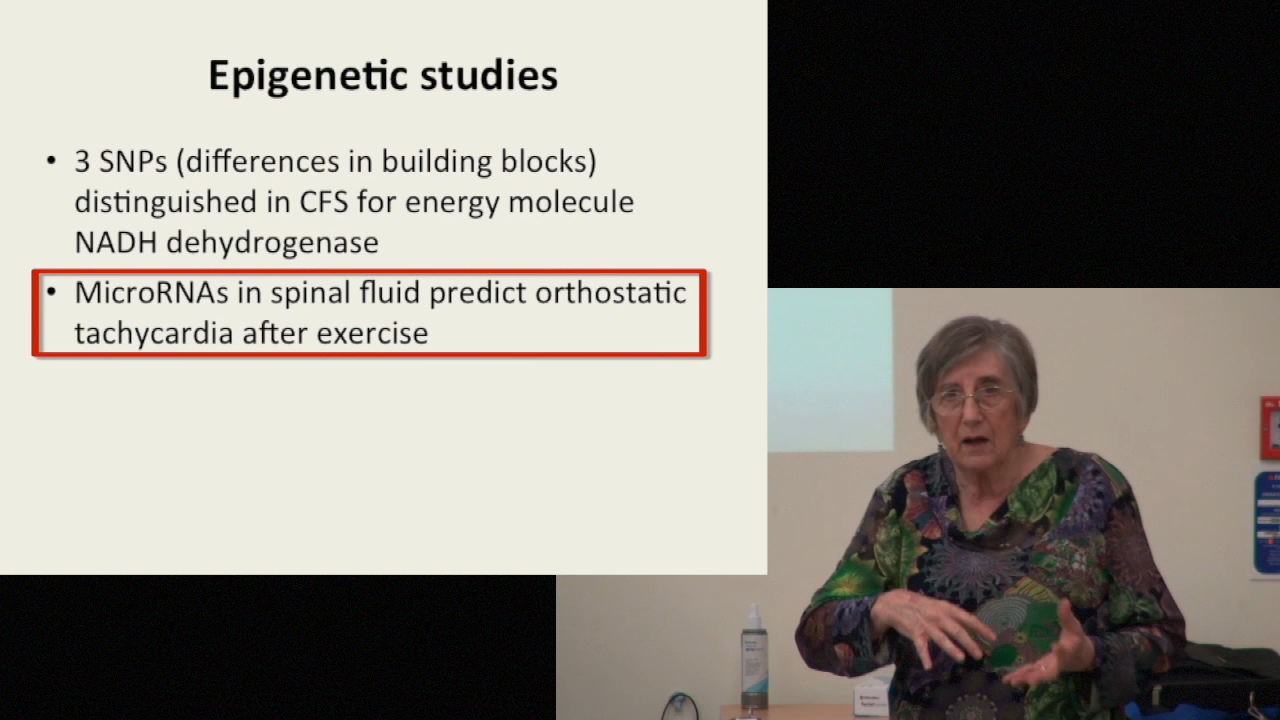 Epigenetic studies
• 3 SNPs (differences in building blocks)
distinguished in CFS for energy molecule
NADH dehydrogenase
• MicroRNAs in spinal fluid predict orthostatic
tachycardia after exercise